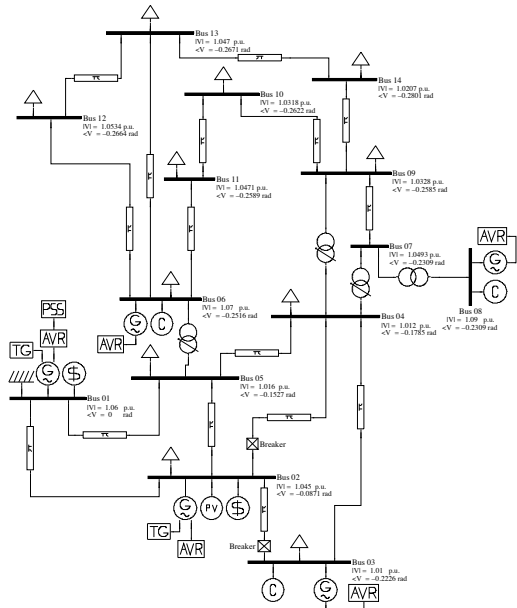 Bus 13
|V| = 1.047 p.u.
<V = -0.2671 rad
Bus 14
|V| = 1.0207 p.u.
<V = -0.2801 rad
Bus 10
|V| = 1.0318 p.u.
<V = -0.2622 rad
Bus 12
|V| = 1.0534 p.u.
<V = -0.2664 rad
Bus 09
|V| = 1.0328 p.u.
<V = -0.2585 rad
Bus 11
|V| = 1.0471 p.u.
<V = -0.2589 rad
AVR
Bus 07
|V| = 1.0493 p.u.
<V = -0.2309 rad
G
C
Bus 08
|V| = 1.09 p.u.
<V = -0.2309 rad
Bus 06
|V| = 1.07 p.u.
<V = -0.2516 rad
G
C
AVR
PSS
AVR
TG
G
$
Bus 04
|V| = 1.012 p.u.
<V = -0.1785 rad
Bus 05
|V| = 1.016 p.u.
<V = -0.1527 rad
Bus 01
|V| = 1.06 p.u.
<V = 0 rad
Breaker
Bus 02
|V| = 1.045 p.u.
<V = -0.0871 rad
G
PV
$
TG
AVR
Breaker
Bus 03
|V| = 1.01 p.u.
<V = -0.2226 rad
C
G
AVR